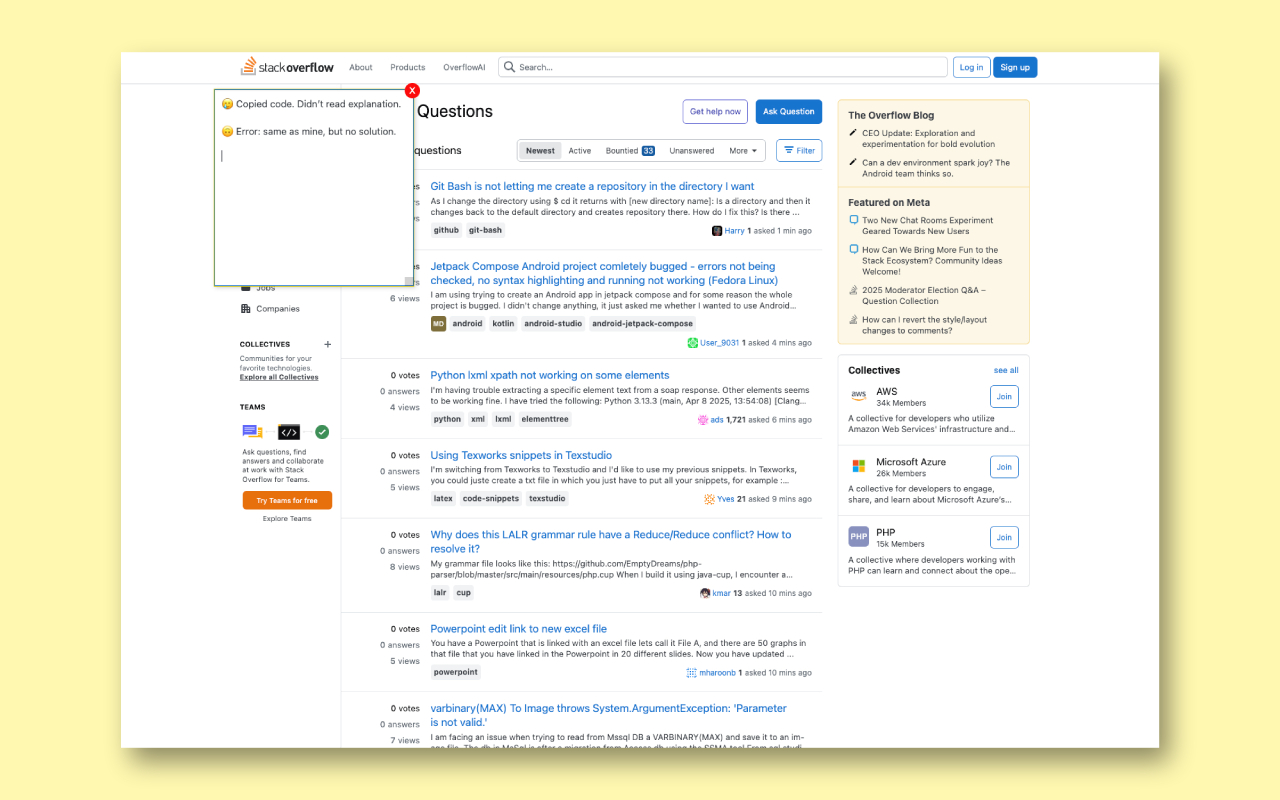 stackoverflow
About
Products
OverflowAI
Search...
Log in
Sign up
X
😄 Copied code. Didn't read explanation.
😄 Error: same as mine, but no solution.
Jobs
Companies
COLLECTIVES
Communities for your
favorite technologies.
Explore all Collectives
TEAMS
Ask questions, find
answers and collaborate
at work with Stack
Overflow for Teams.
Try Teams for free
Explore Teams
Questions
Get help now
Ask Question
questions
Newest
Active
Bountied 33
Unanswered
More
Filter
Git Bash is not letting me create a repository in the directory I want
As I change the directory using $ cd it returns with [new directory name]: Is a directory and then it
changes back to the default directory and creates repository there. How do I fix this? Is there ...
github git-bash
Harry 1 asked 1 min ago
6 views
Jetpack Compose Android project comletely bugged - errors not being
checked, no syntax highlighting and running not working (Fedora Linux)
I am using trying to create an Android app in jetpack compose and for some reason the whole
project is bugged. I didn't change anything, it just asked me whether I wanted to use Android...
MD android kotlin android-studio android-jetpack-compose
User_9031 1 asked 4 mins ago
0 votes
0 answers
4 views
Python lxml xpath not working on some elements
I'm having trouble extracting a specific element text from a soap response. Other elements seems
to be working fine. I have tried the following: Python 3.13.3 (main, Apr 8 2025, 13:54:08) [Clang...
python xml lxml elementtree
ads 1,721 asked 6 mins ago
0 votes
0 answers
5 views
Using Texworks snippets in Texstudio
I'm switching from Texworks to Texstudio and I'd like to use my previous snippets. In Texworks,
you could juste create a txt file in which you just have to put all your snippets, for example :...
latex code-snippets texstudio
Yves 21 asked 9 mins ago
0 votes
0 answers
8 views
Why does this LALR grammar rule have a Reduce/Reduce conflict? How to
resolve it?
My grammar file looks like this: https://github.com/EmptyDreams/php-
parser/blob/master/src/main/resources/php.cup When I build it using java-cup, I encounter a...
lalr cup
kmar 13 asked 10 mins ago
0 votes
0 answers
5 views
Powerpoint edit link to new excel file
You have a Powerpoint that is linked with an excel file lets call it File A, and there are 50 graphs in
that file that you have linked in the Powerpoint in 20 different slides. Now you have updated ...
powerpoint
mharoonb 1 asked 10 mins ago
0 votes
0 answers
7 views
varbinary(MAX) To Image throws System.ArgumentException: 'Parameter
is not valid.'
I am facing an issue when trying to read from Mssql DB a VARBINARY(MAX) and save it to an im-
The Overflow Blog
CEO Update: Exploration and
experimentation for bold evolution
Can a dev environment spark joy? The
Android team thinks so.
Featured on Meta
Two New Chat Rooms Experiment
Geared Towards New Users
How Can We Bring More Fun to the
Stack Ecosystem? Community Ideas
Welcome!
2025 Moderator Election Q&A –
Question Collection
How can I revert the style/layout
changes to comments?
Collectives
see all
aws
AWS
34k Members
Join
A collective for developers who utilize
Amazon Web Services' infrastructure and...
Microsoft Azure
26k Members
Join
A collective for developers to engage,
share, and learn about Microsoft Azure's...
PHP
PHP
15k Members
Join
A collective where developers working with
PHP can learn and connect about the ope...